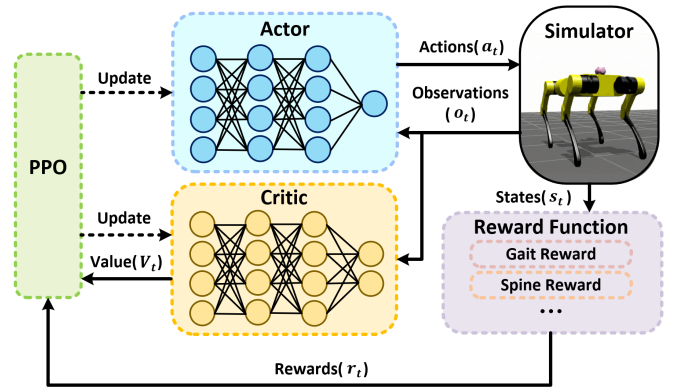 Actor
Simulator
Actions(aₜ)
Update
Observations
(oₜ)
PPO
Critic
States(sₜ)
Update
Reward Function
Value(Vₜ)
Gait Reward
Spine Reward
...
Rewards(rₜ)